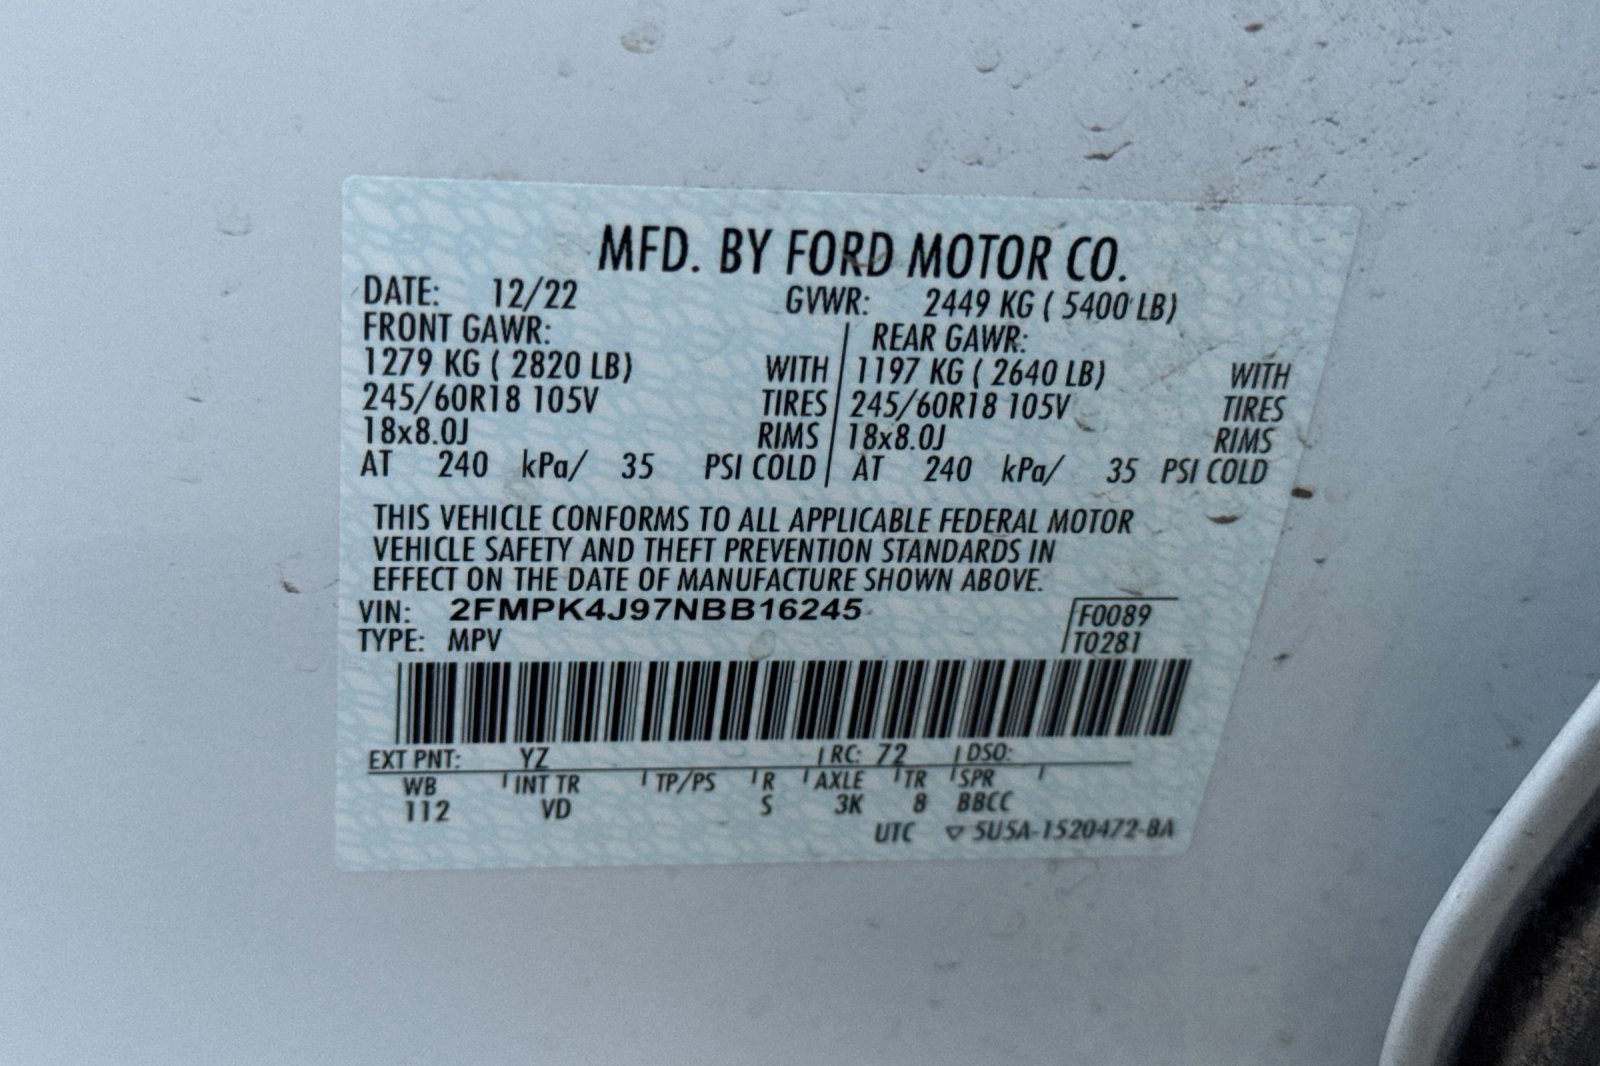 MFD. BY FORD MOTOR CO.
DATE: 12/22 GVWR: 2449 KG ( 5400 LB)
FRONT GAWR: REAR GAWR:
1279 KG ( 2820 LB) WITH 1197 KG ( 2640 LB) WITH
245/60R18 105V TIRES 245/60R18 105V TIRES
18x8.0J RIMS 18x8.0J RIMS
AT 240 kPa/ 35 PSI COLD AT 240 kPa/ 35 PSI COLD
THIS VEHICLE CONFORMS TO ALL APPLICABLE FEDERAL MOTOR
VEHICLE SAFETY AND THEFT PREVENTION STANDARDS IN
EFFECT ON THE DATE OF MANUFACTURE SHOWN ABOVE.
VIN: 2FMPK4J97NBB16245 F0089
TYPE: MPV T0281
EXT PNT: YZ RC: 72 DSO:
WB INT TR TP/PS R AXLE TR SPR
112 VD S 3K 8 BBCC
UTC ▽ 5U5A-1520472-BA